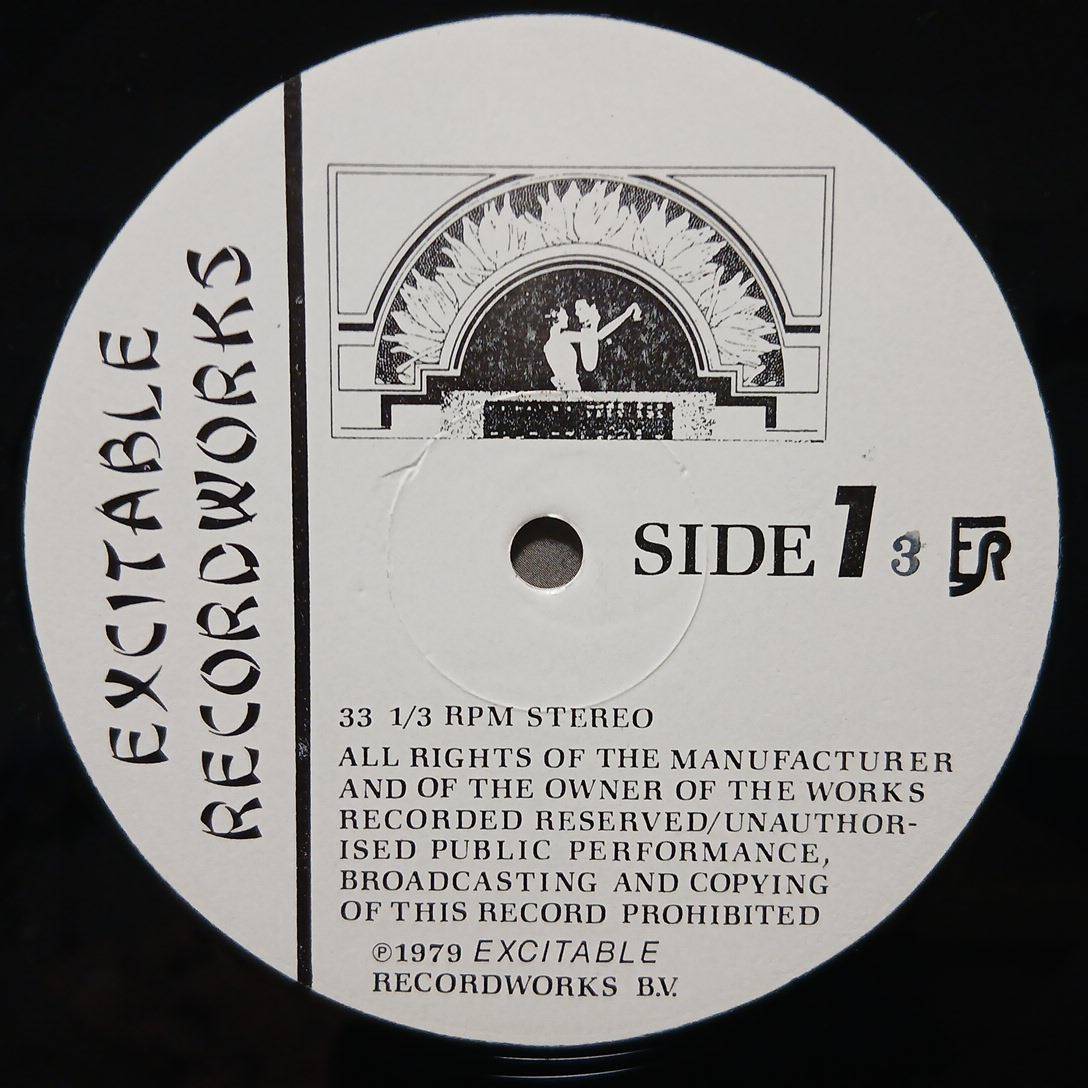 EXCITABLE
RECORDWORKS
SIDE 1 3 ER
33 1/3 RPM STEREO
ALL RIGHTS OF THE MANUFACTURER
AND OF THE OWNER OF THE WORKS
RECORDED RESERVED/UNAUTHOR-
ISED PUBLIC PERFORMANCE,
BROADCASTING AND COPYING
OF THIS RECORD PROHIBITED
℗1979 EXCITABLE
RECORDWORKS B.V.